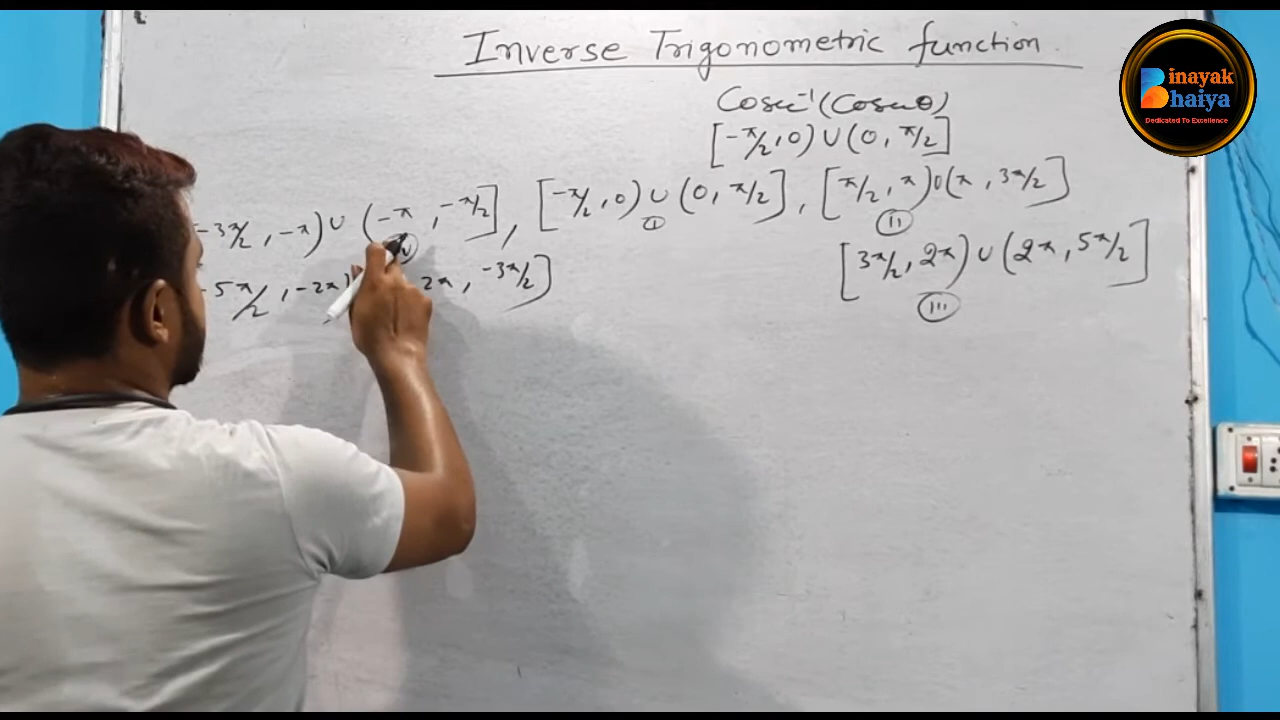 Inverse Trigonometric function
Binayak
Bhaiya
Dedicated To Excellence
Cosec⁻¹(Cosecθ)
[-π/2, 0) ∪ (0, π/2]
-3π/2, -π) ∪ (-π, -π/2], [-π/2, 0) ∪ (0, π/2], [π/2, π) ∪ (π, 3π/2]
I
II
-5π/2, -2π) 2π, -3π/2]
[3π/2, 2π) ∪ (2π, 5π/2]
III